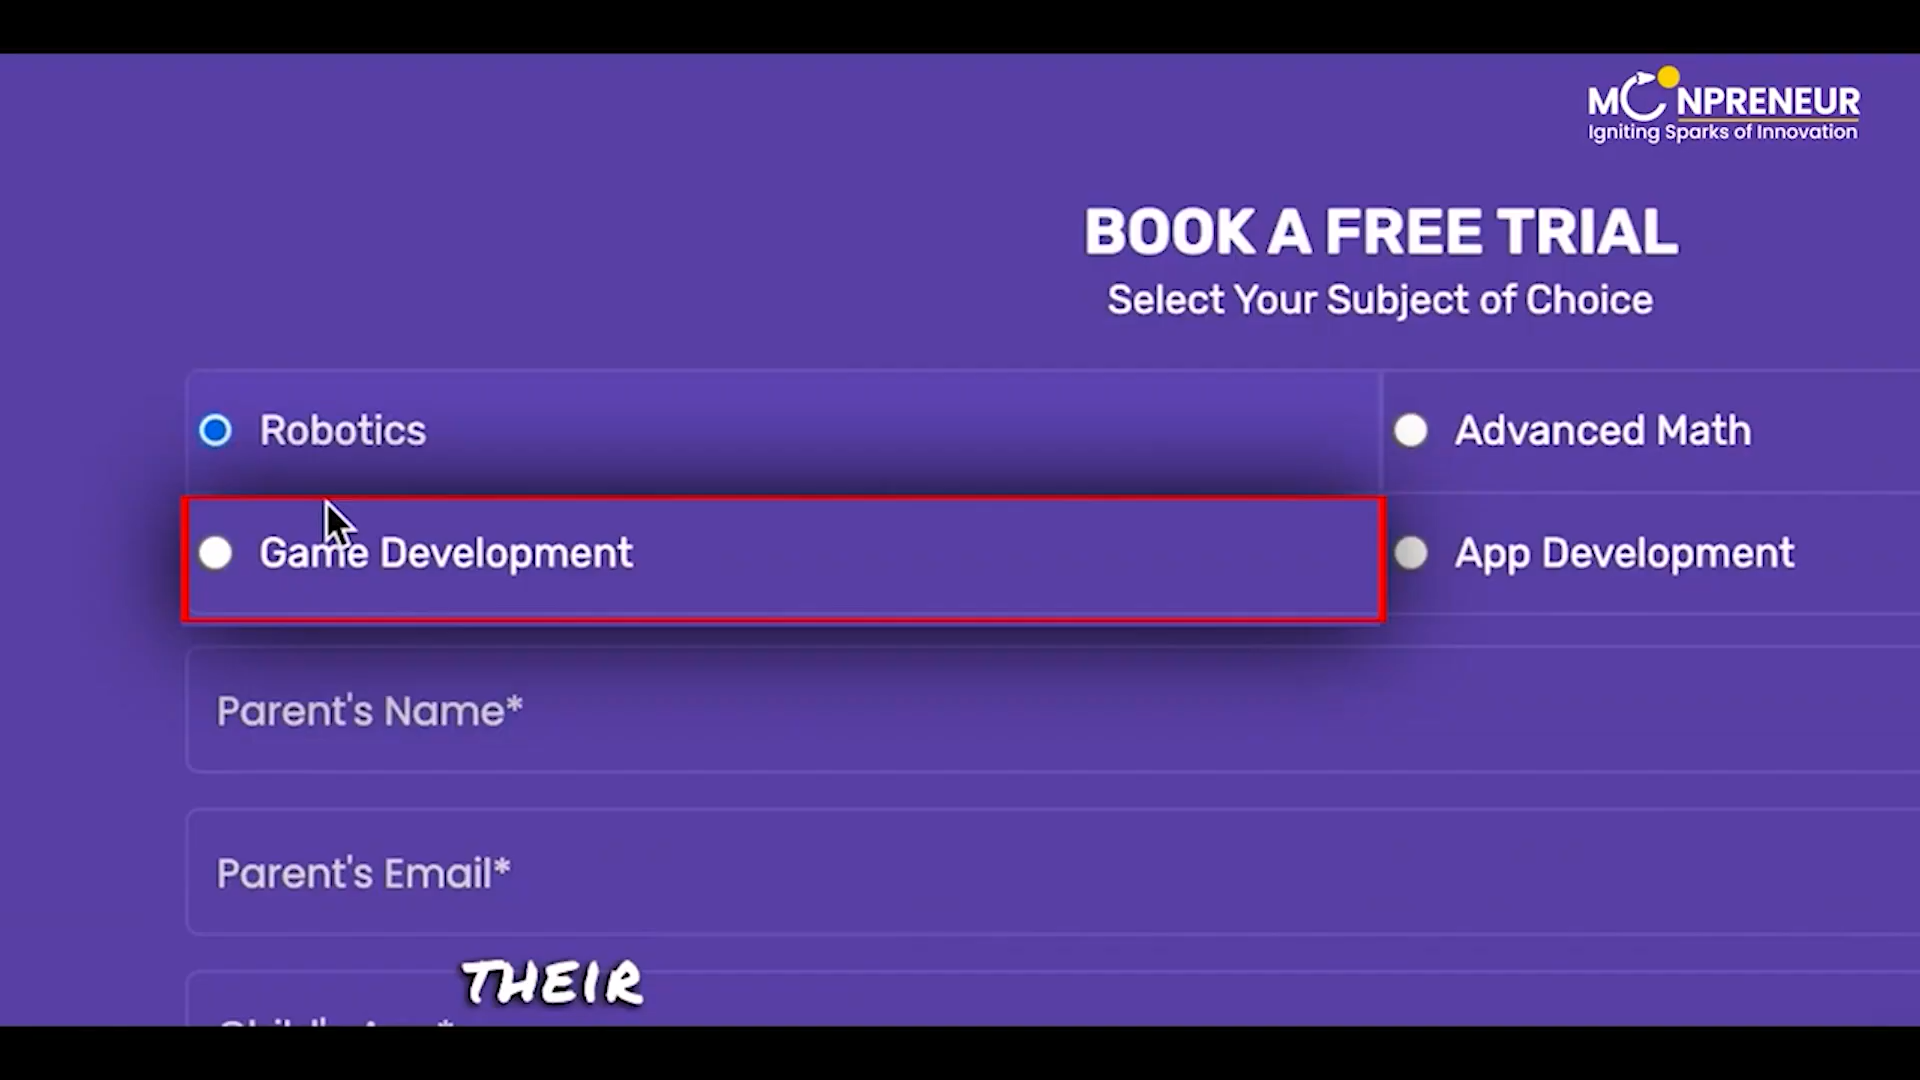 MOONPRENEUR
Igniting Sparks of Innovation
BOOK A FREE TRIAL
Select Your Subject of Choice
Robotics
Advanced Math
Game Development
App Development
Parent's Name*
Parent's Email*
THEIR